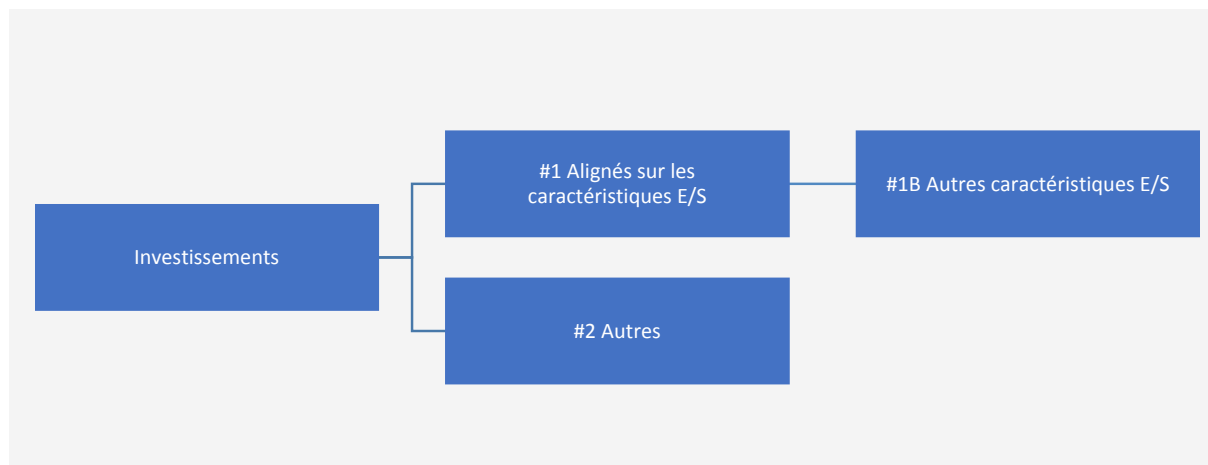 #1 Alignés sur les
caractéristiques E/S
#1B Autres caractéristiques E/S
Investissements
#2 Autres